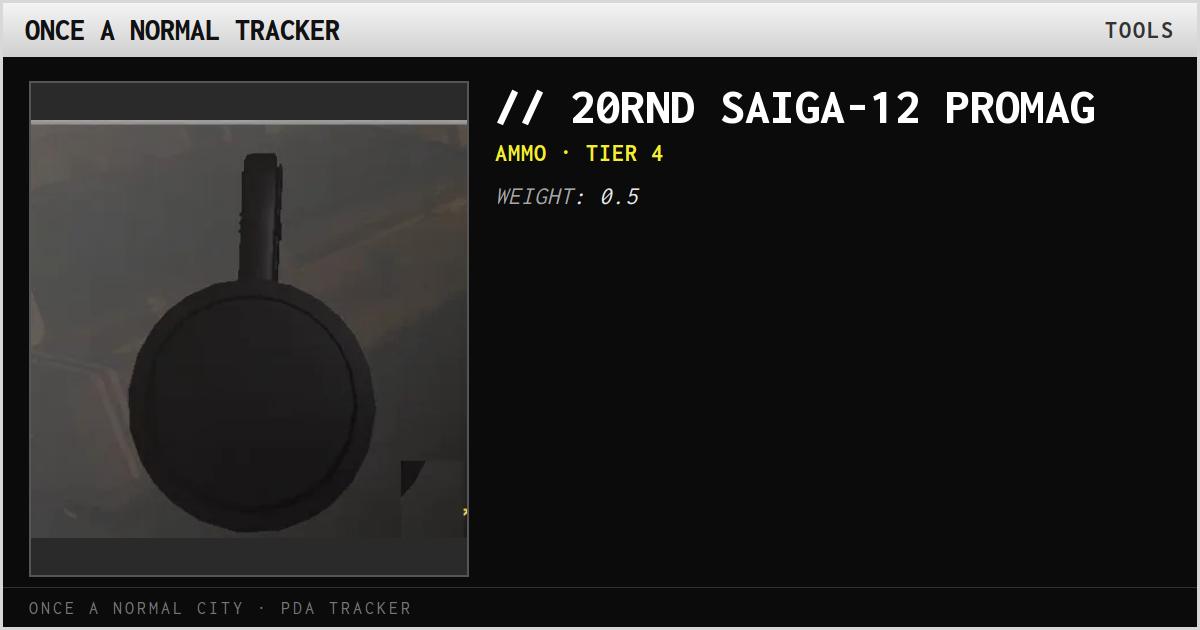 ONCE A NORMAL TRACKER
TOOLS
// 20RND SAIGA-12 PROMAG
AMMO · TIER 4
WEIGHT: 0.5
ONCE A NORMAL CITY · PDA TRACKER